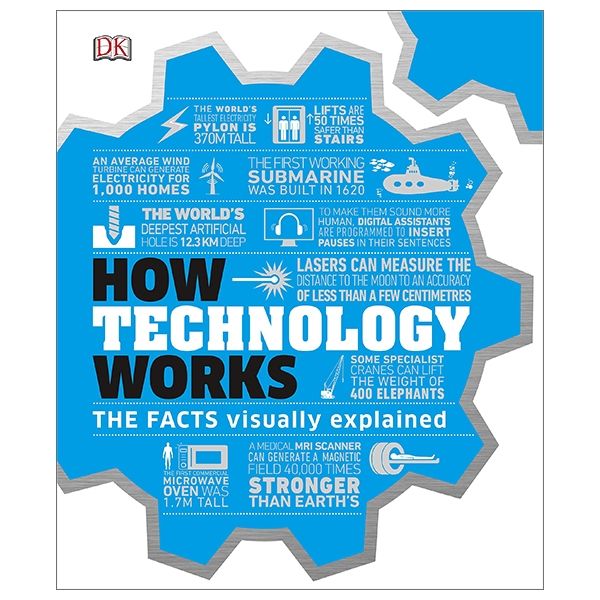 DK
THE WORLD'S
TALLEST ELECTRICITY
PYLON IS
370M TALL
LIFTS ARE
50 TIMES
SAFER THAN
STAIRS
AN AVERAGE WIND
TURBINE CAN GENERATE
ELECTRICITY FOR
1,000 HOMES
THE FIRST WORKING
SUBMARINE
WAS BUILT IN 1620
THE WORLD'S
DEEPEST ARTIFICIAL
HOLE IS 12.3 KM DEEP
TO MAKE THEM SOUND MORE
HUMAN, DIGITAL ASSISTANTS
ARE PROGRAMMED TO INSERT
PAUSES IN THEIR SENTENCES
HOW
LASERS CAN MEASURE THE
DISTANCE TO THE MOON TO AN ACCURACY
OF LESS THAN A FEW CENTIMETRES
TECHNOLOGY
WORKS
SOME SPECIALIST
CRANES CAN LIFT
THE WEIGHT OF
400 ELEPHANTS
THE FACTS visually explained
THE FIRST COMMERCIAL
MICROWAVE
OVEN WAS
1.7M TALL
A MEDICAL MRI SCANNER
CAN GENERATE A MAGNETIC
FIELD 40,000 TIMES
STRONGER
THAN EARTH'S